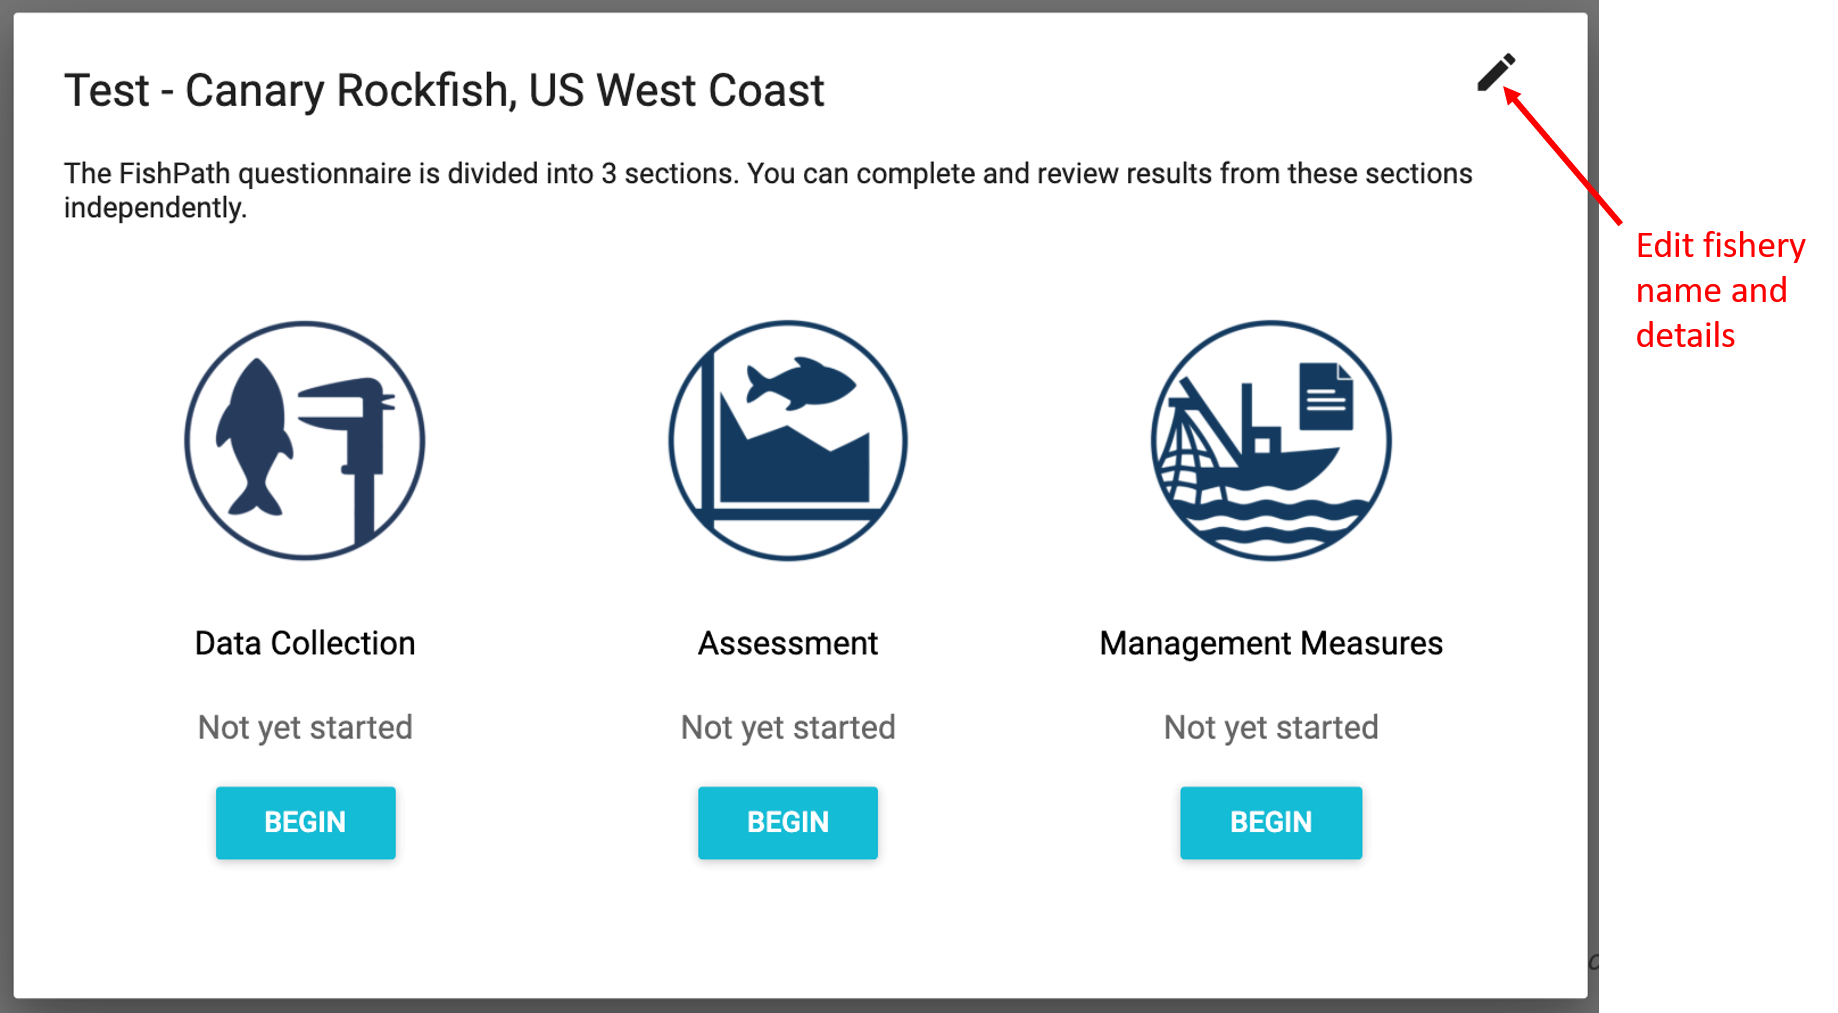 Test - Canary Rockfish, US West Coast
The FishPath questionnaire is divided into 3 sections. You can complete and review results from these sections
independently.
Edit fishery
name and
details
Data Collection
Assessment
Management Measures
Not yet started
Not yet started
Not yet started
BEGIN
BEGIN
BEGIN